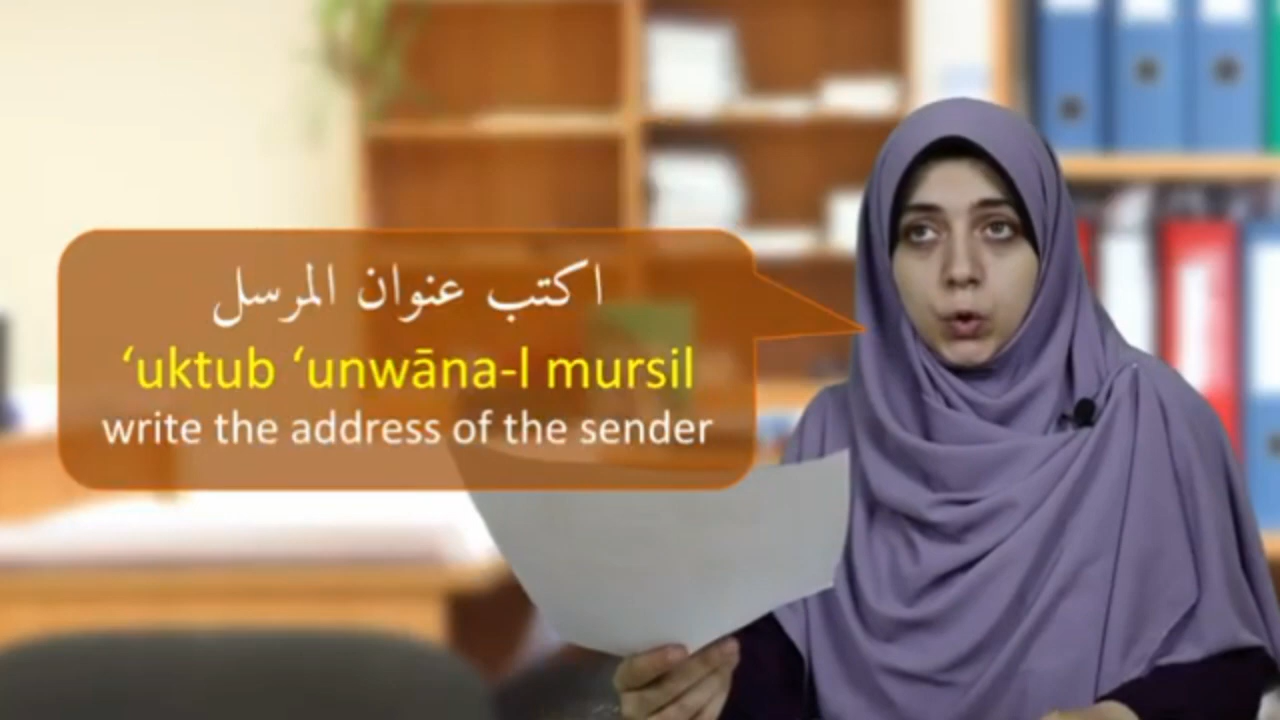 اكتب عنوان المرسل
‘uktub ‘unwāna-l mursil
write the address of the sender